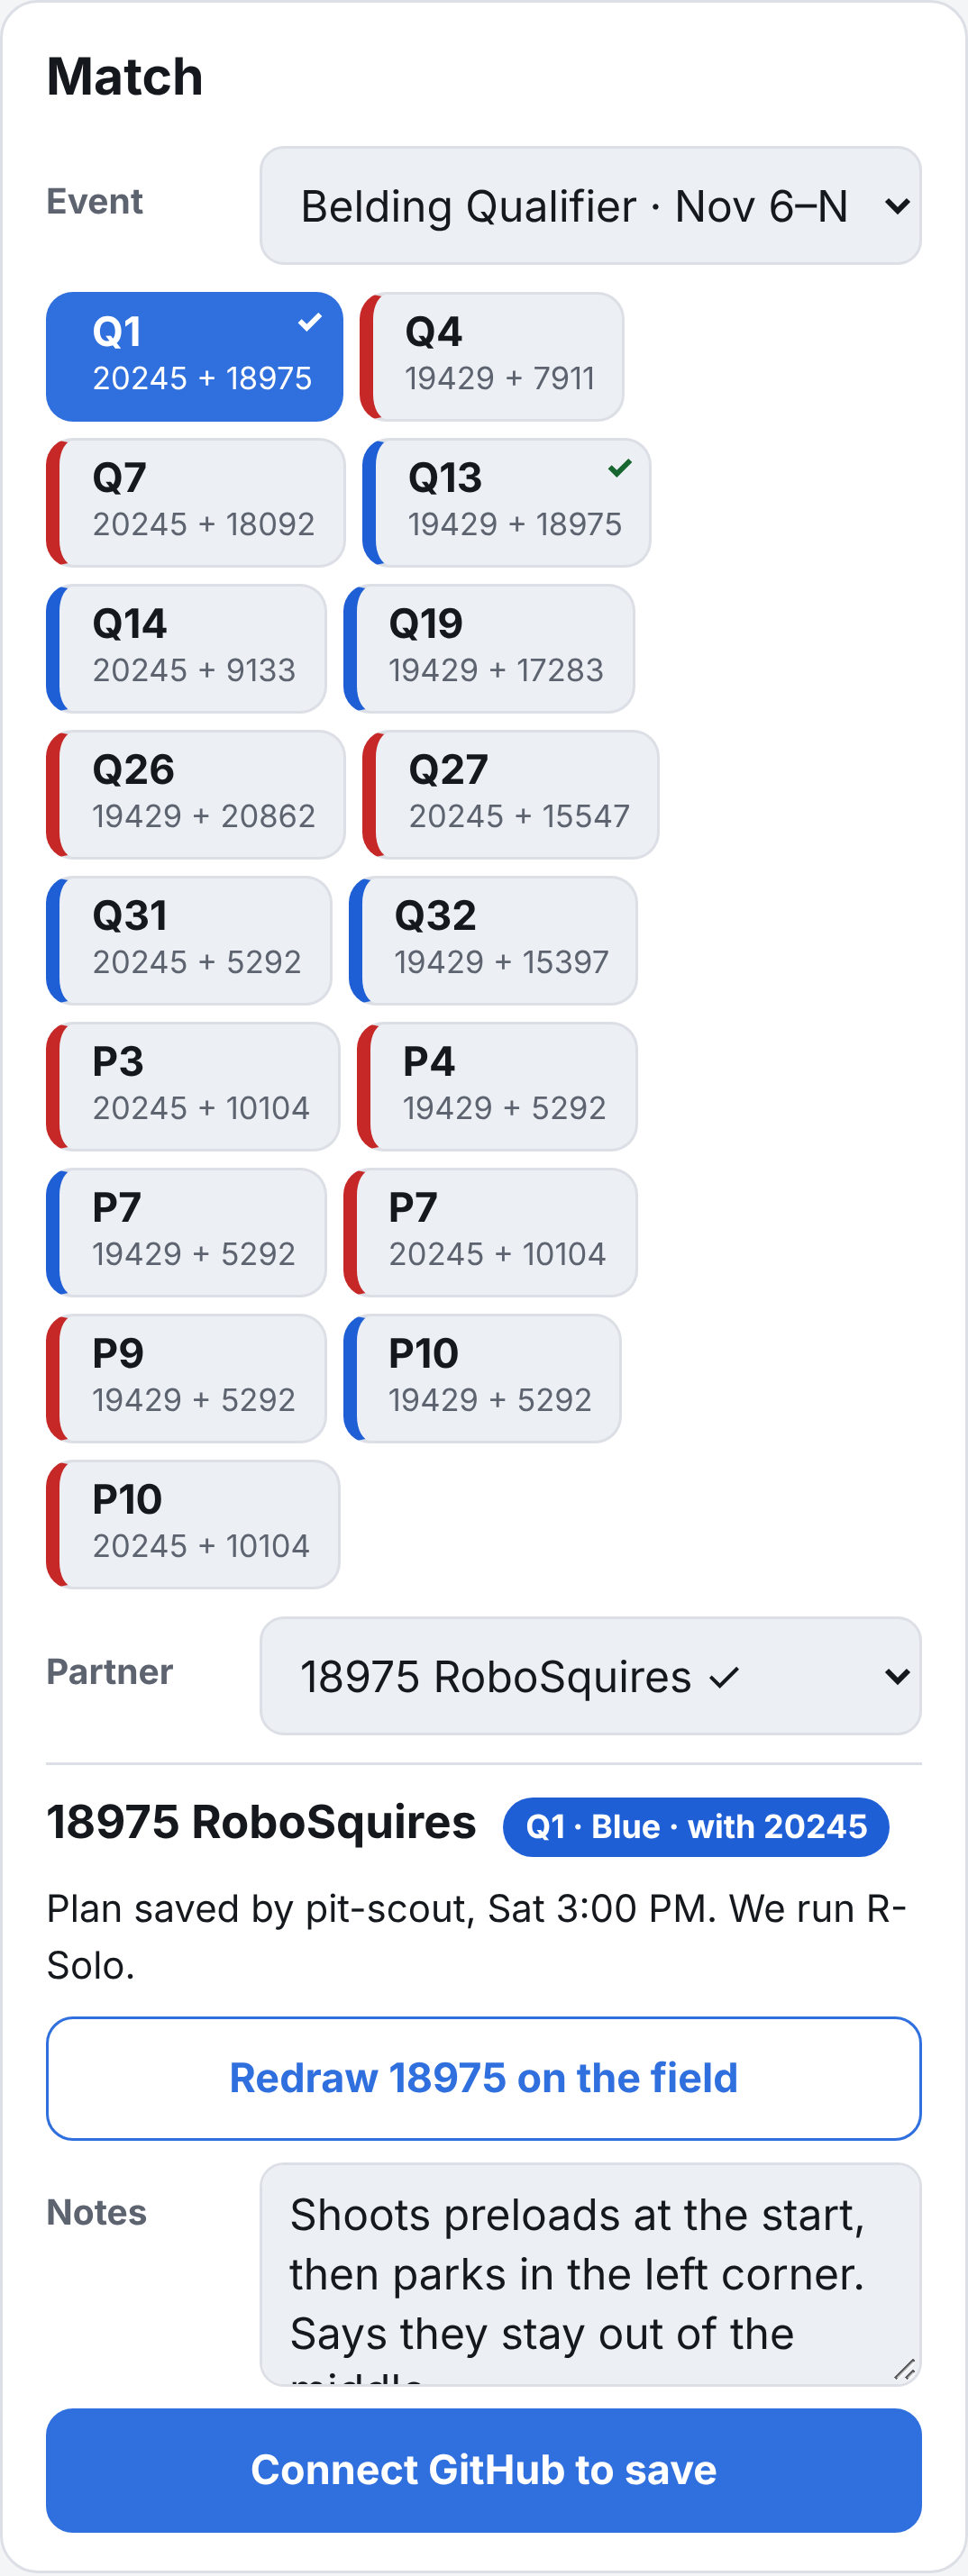 Match
Event
Belding Qualifier · Nov 6–N
Q1
20245 + 18975
Q4
19429 + 7911
Q7
20245 + 18092
Q13
19429 + 18975
Q14
20245 + 9133
Q19
19429 + 17283
Q26
19429 + 20862
Q27
20245 + 15547
Q31
20245 + 5292
Q32
19429 + 15397
P3
20245 + 10104
P4
19429 + 5292
P7
19429 + 5292
P7
20245 + 10104
P9
19429 + 5292
P10
19429 + 5292
P10
20245 + 10104
Partner
18975 RoboSquires ✓
18975 RoboSquires
Q1 · Blue · with 20245
Plan saved by pit-scout, Sat 3:00 PM. We run R-
Solo.
Redraw 18975 on the field
Notes
Shoots preloads at the start,
then parks in the left corner.
Says they stay out of the
Connect GitHub to save